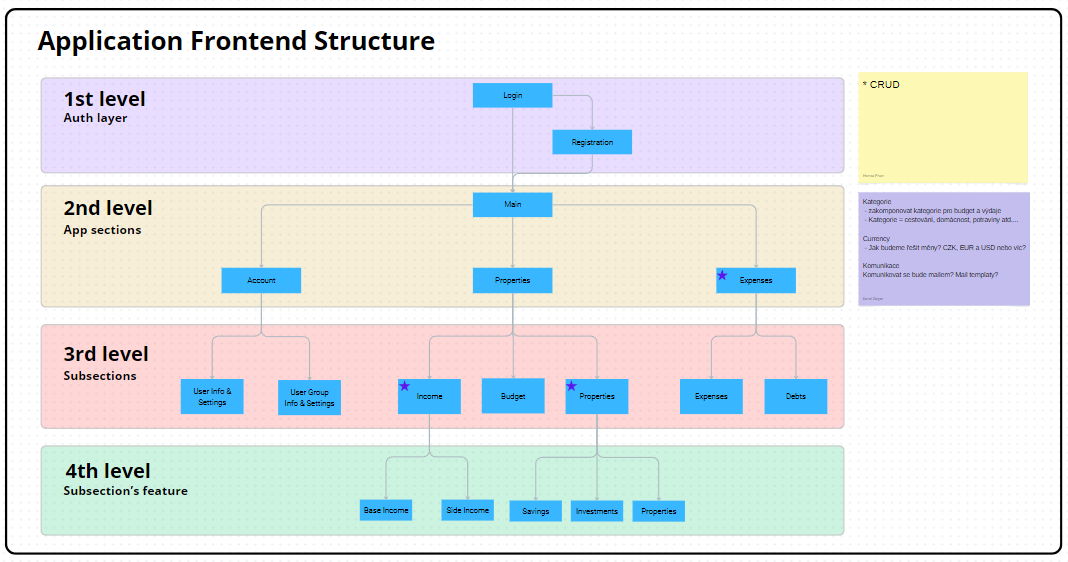 Application Frontend Structure
1st level
Auth layer
Login
Registration
* CRUD
2nd level
App sections
Main
Account
Properties
Expenses
Kategorie
- zakomponovat kategorie pro budget a výdaje
- Kategorie = cestování, domácnost, potraviny atd....
Currency
- Jak budeme řešit měny? CZK, EUR a USD nebo víc?
Komunikace
Komunikovat se bude mailem? Mail templaty?
3rd level
Subsections
User Info &
Settings
User Group
Info & Settings
Income
Budget
Properties
Expenses
Debts
4th level
Subsection's feature
Base Income
Side Income
Savings
Investments
Properties